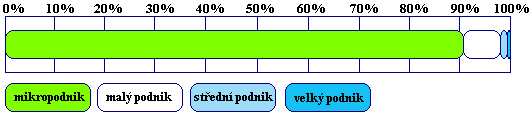 0% 10% 20% 30% 40% 50% 60% 70% 80% 90% 100%
mikropodnik malý podnik střední podnik velký podnik